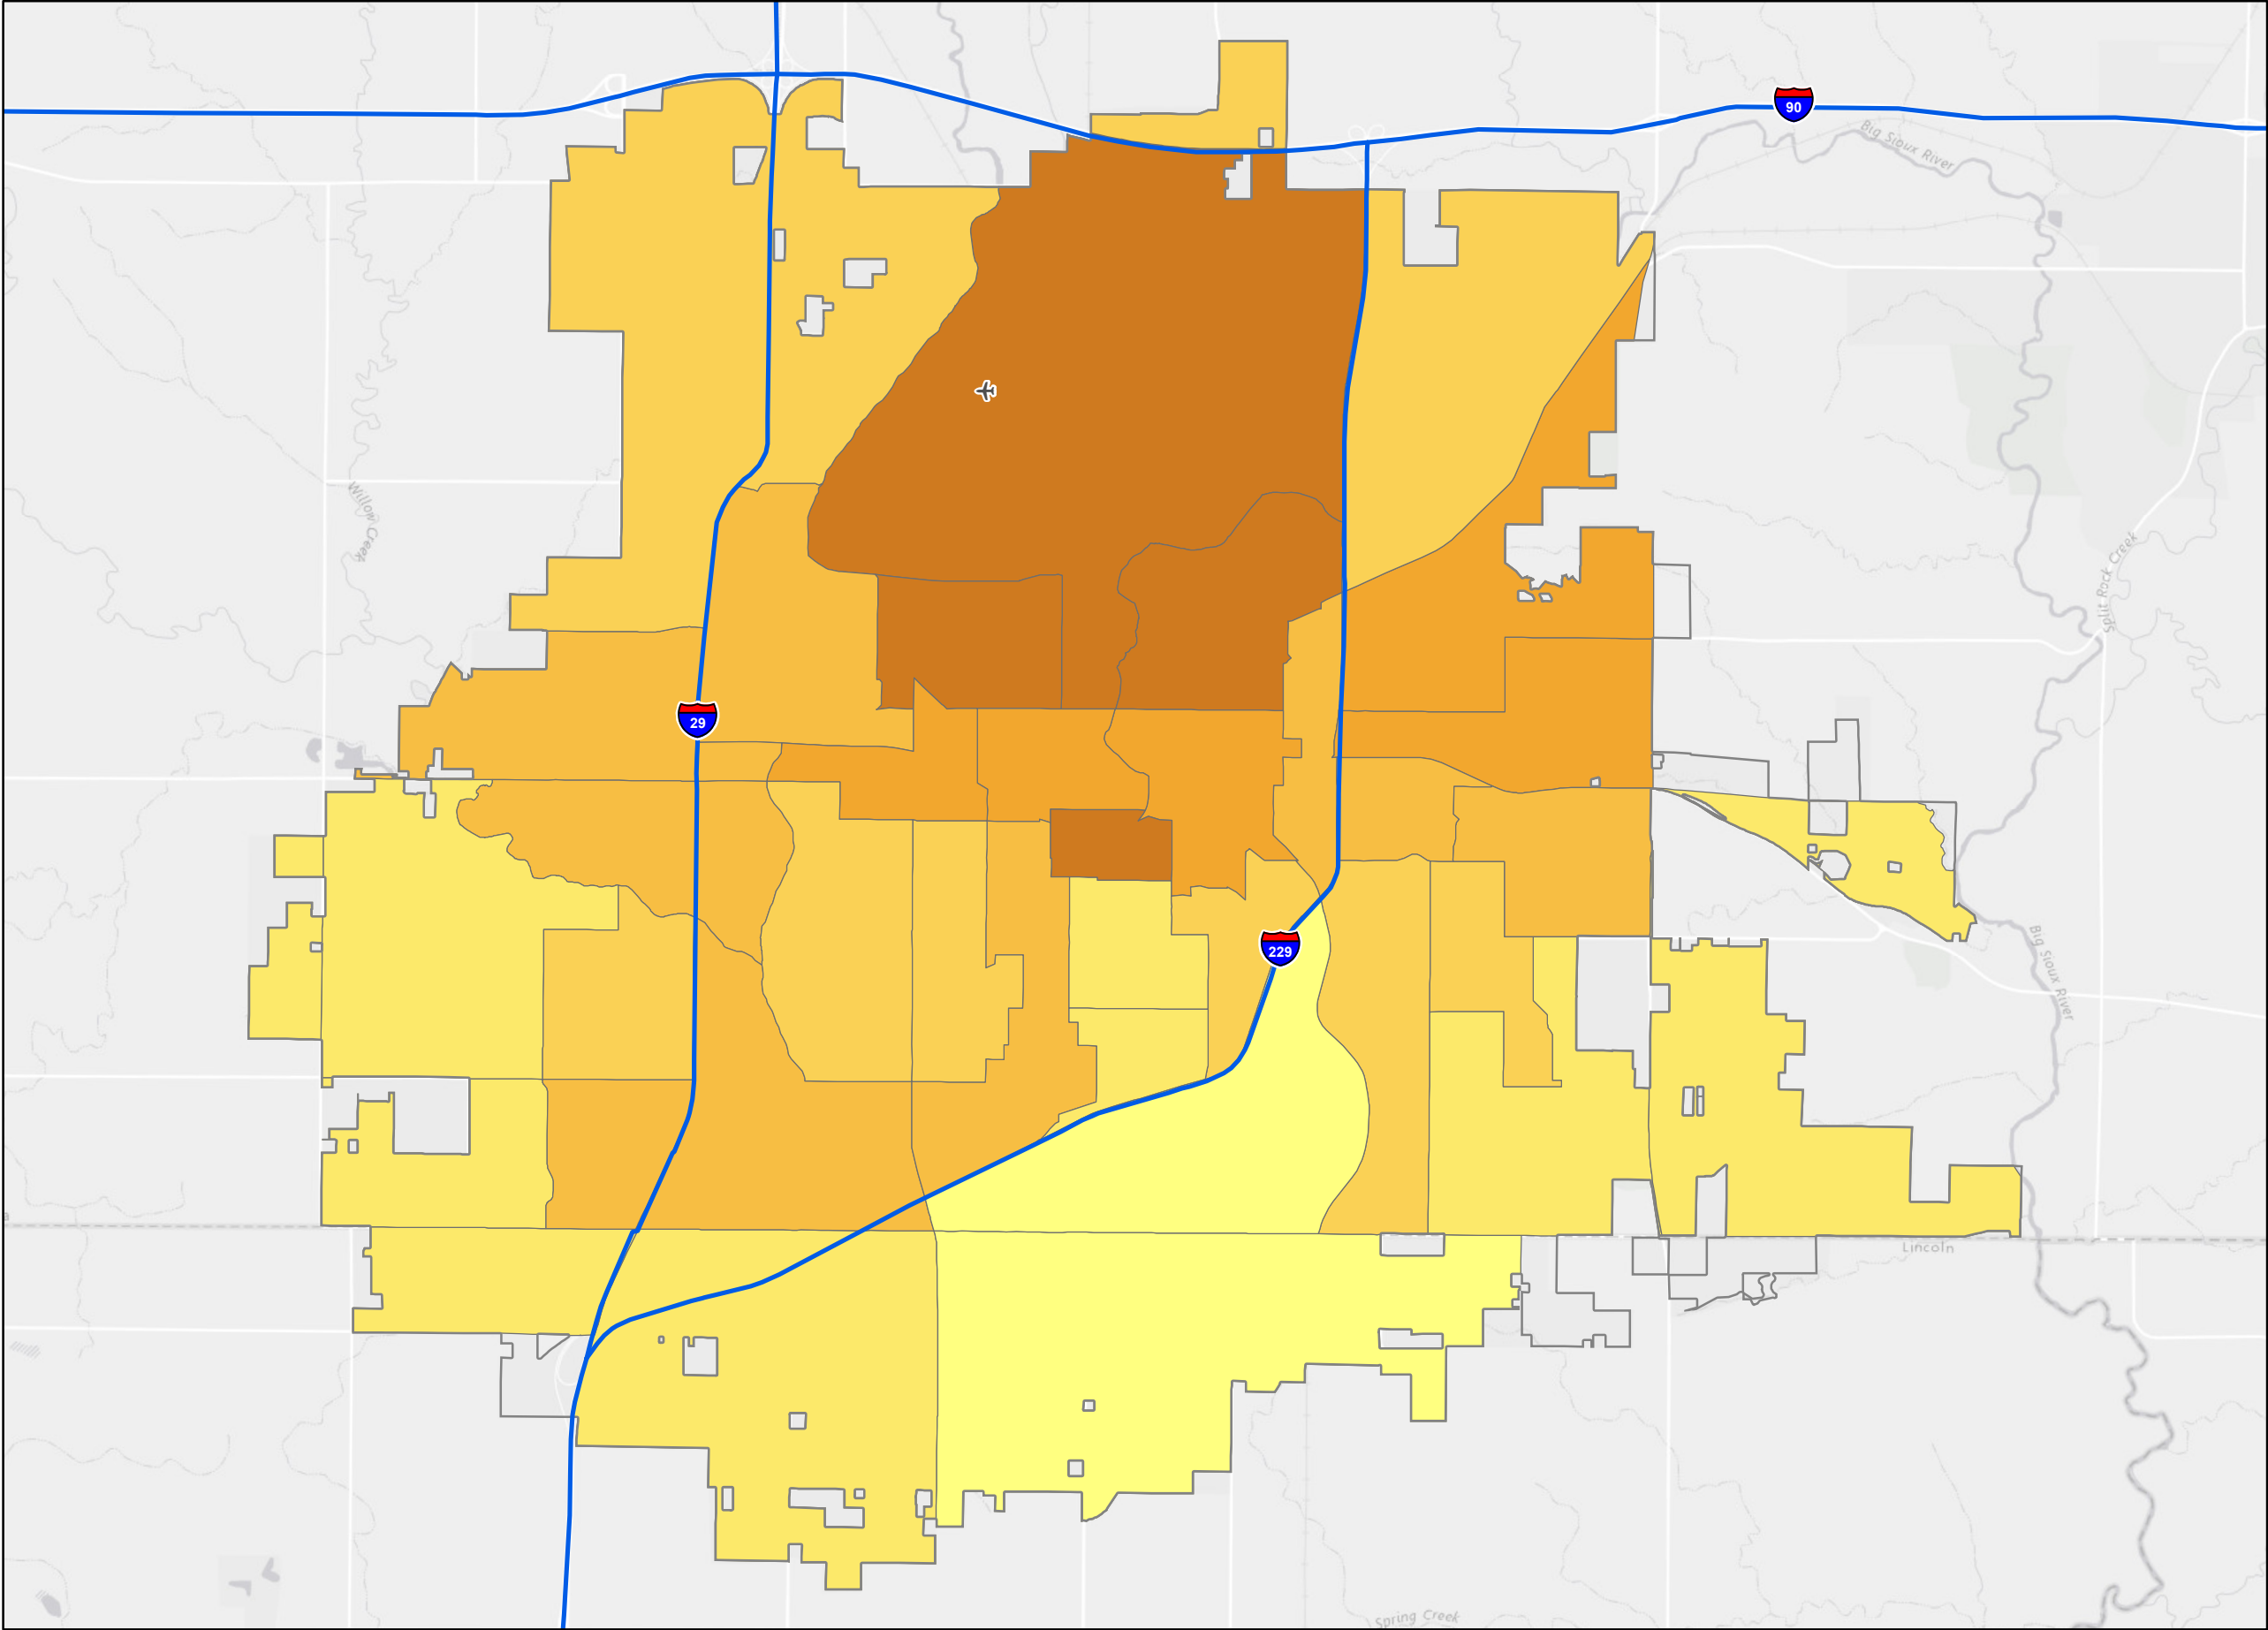 90
Big Sioux River
Willow Creek
Split Rock Creek
29
229
Big Sioux River
Lincoln
Spring Creek